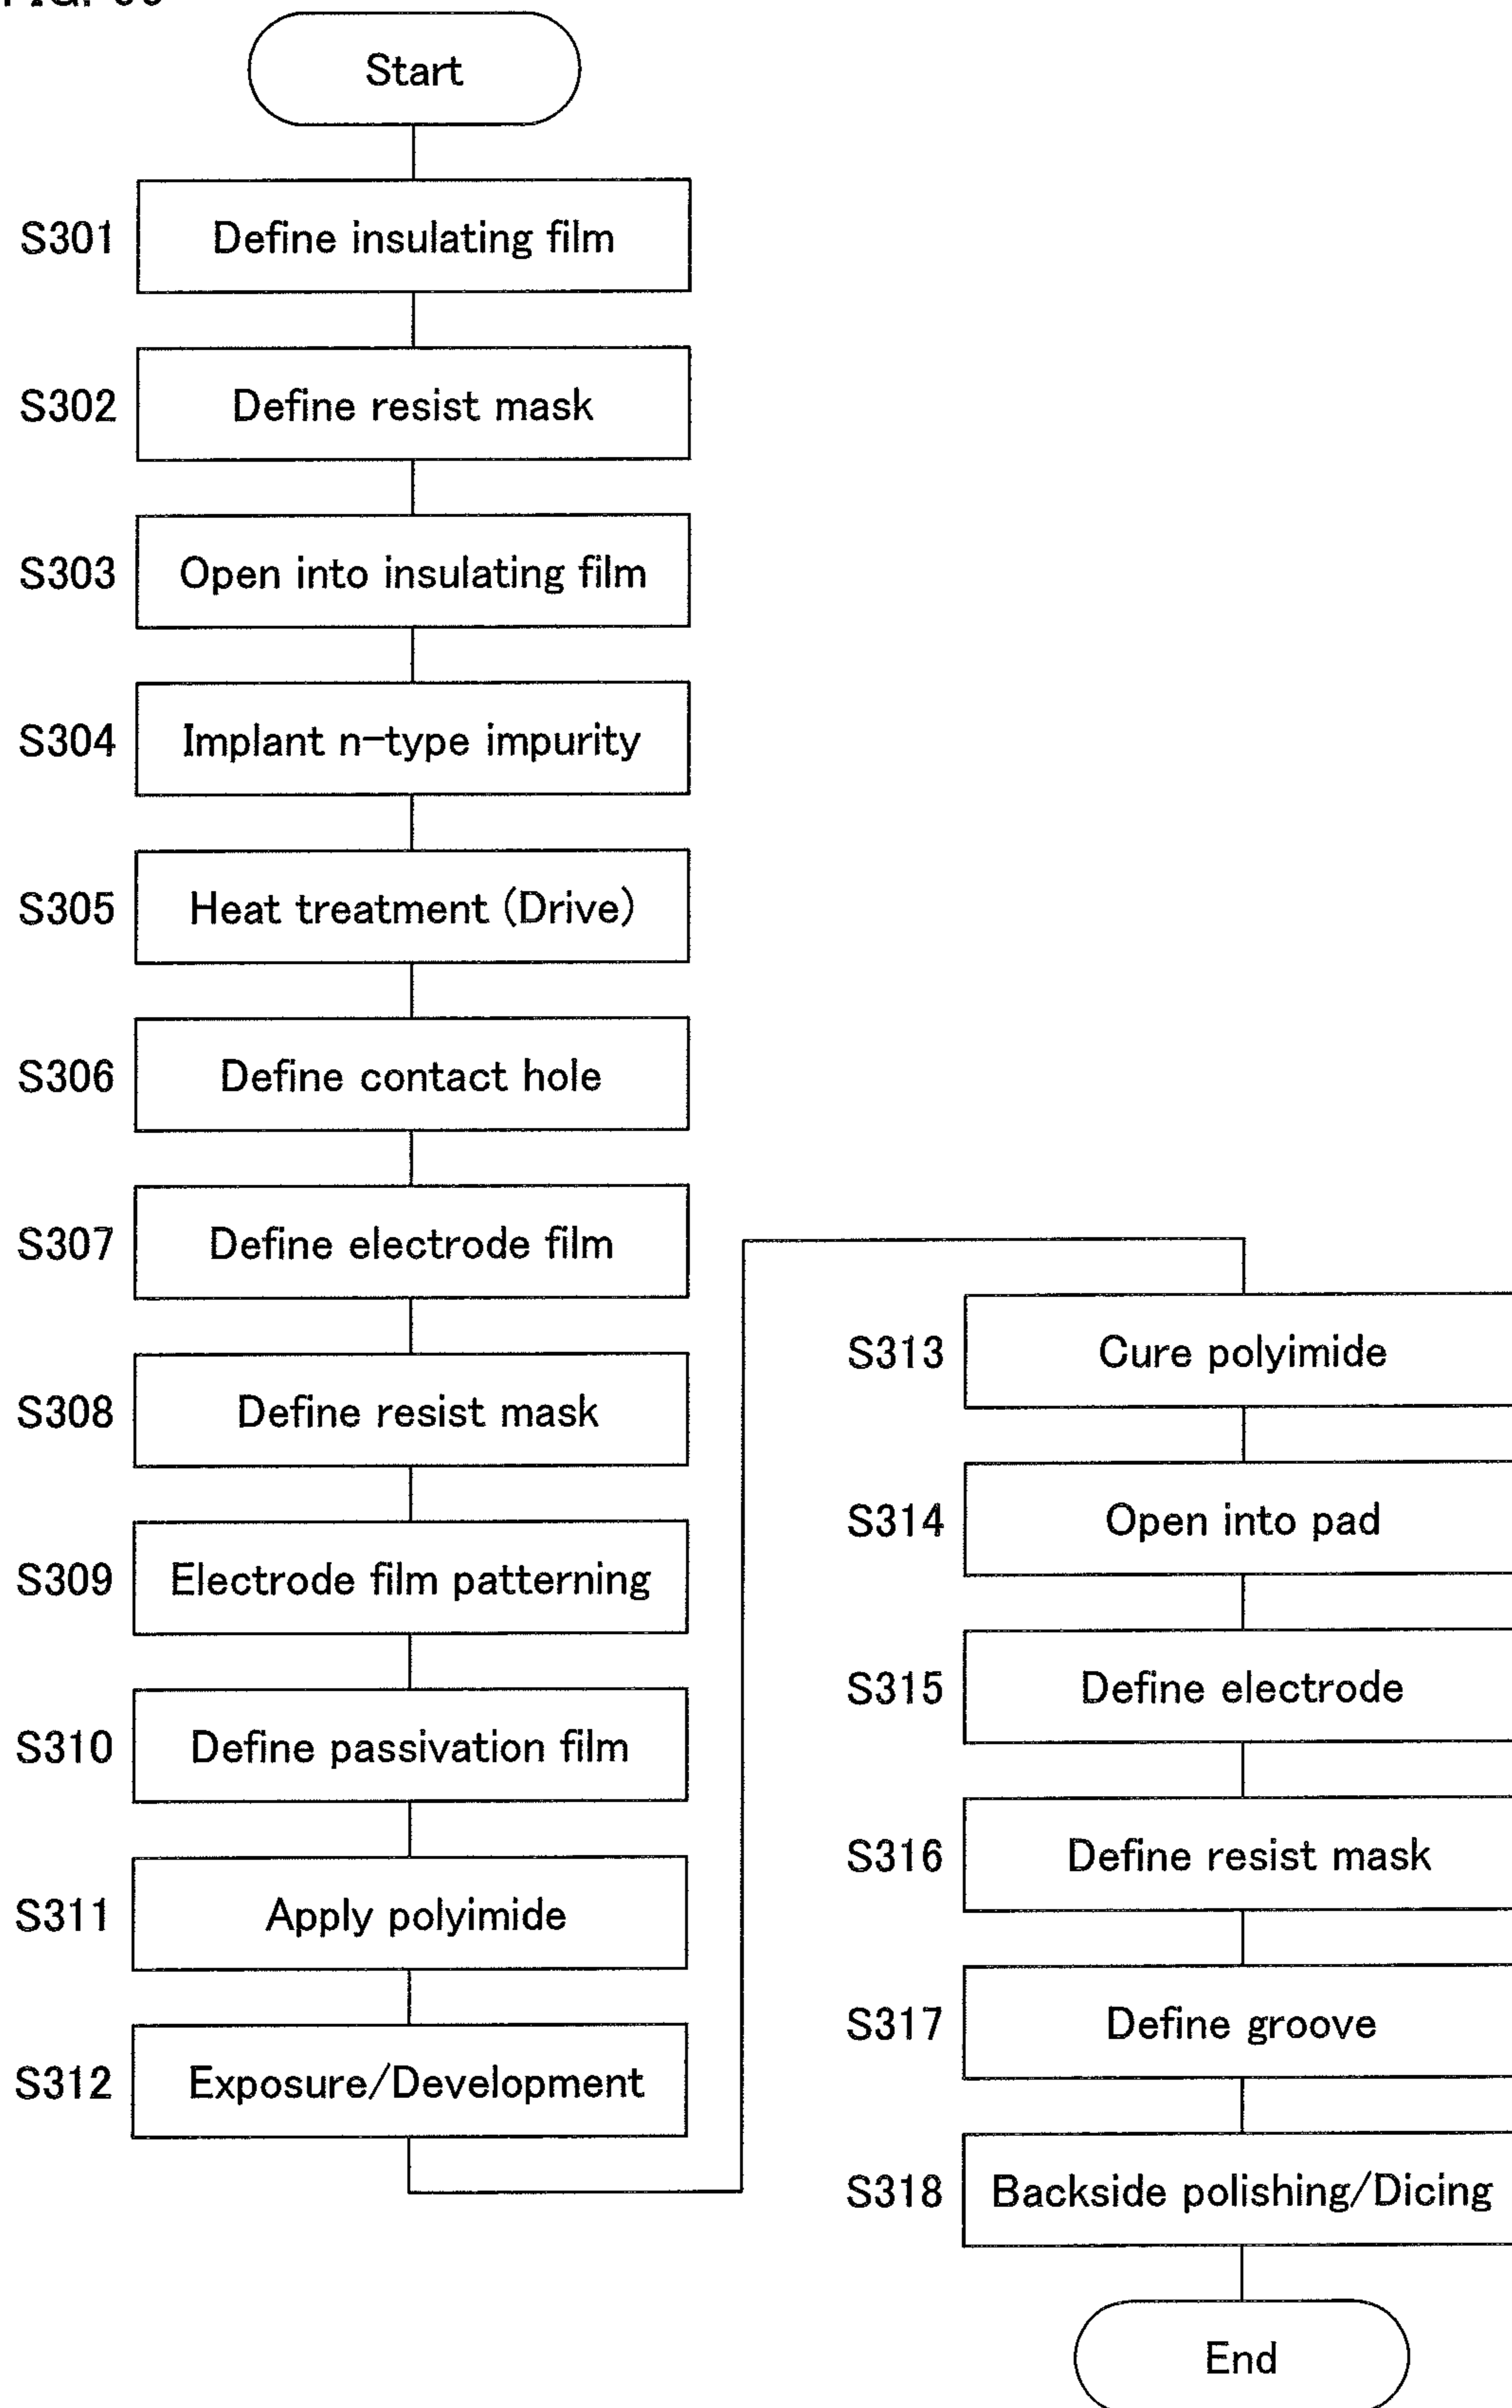 Start
S301 Define insulating film
S302 Define resist mask
S303 Open into insulating film
S304 Implant n-type impurity
S305 Heat treatment (Drive)
S306 Define contact hole
S307 Define electrode film
S308 Define resist mask
S309 Electrode film patterning
S310 Define passivation film
S311 Apply polyimide
S312 Exposure/Development
S313 Cure polyimide
S314 Open into pad
S315 Define electrode
S316 Define resist mask
S317 Define groove
S318 Backside polishing/Dicing
End